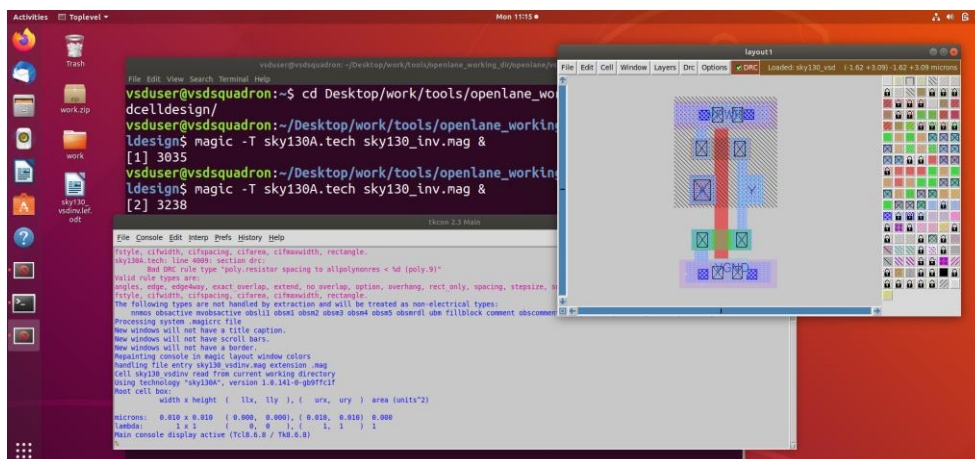 Activities
Toplevel ▾
Mon 11:15 ●
Trash
work.zip
work
sky130_
vsdinv.lef.
odt
vsduser@vsdsquadron: ~/Desktop/work/tools/openlane_working_dir/openlane/vs
File Edit View Search Terminal Help
vsduser@vsdsquadron:~$ cd Desktop/work/tools/openlane_wor
dcelldesign/
vsduser@vsdsquadron:~/Desktop/work/tools/openlane_working
ldesign$ magic -T sky130A.tech sky130_inv.mag &
[1] 3035
vsduser@vsdsquadron:~/Desktop/work/tools/openlane_working
ldesign$ magic -T sky130A.tech sky130_inv.mag &
[2] 3238
tkcon 2.3 Main
File Console Edit Interp Prefs History Help
fstyle, cifwidth, cifspacing, cifarea, cifmaxwidth, rectangle.
sky130A.tech: line 4009: section drc:
Bad DRC rule type "poly.resistor spacing to allpolynonres < %d (poly.9)"
Valid rule types are:
angles, edge, edge4way, exact_overlap, extend, no_overlap, option, overhang, rect_only, spacing, stepsize,
fstyle, cifwidth, cifspacing, cifarea, cifmaxwidth, rectangle.
The following types are not handled by extraction and will be treated as non-electrical types:
nnmos obsactive mvobsactive obsli1 obsm1 obsm2 obsm3 obsm4 obsm5 obsmrdl ubm fillblock comment
Processing system .magicrc file
New windows will not have a title caption.
New windows will not have scroll bars.
New windows will not have a border.
Repainting console in magic layout window colors
handling file entry sky130_vsdinv.mag extension .mag
Cell sky130_vsdinv read from current working directory
Using technology "sky130A", version 1.0.141-0-gb9ffc1f
Root cell box:
width x height ( llx, lly ), ( urx, ury ) area (units^2)
microns: 0.010 x 0.010 ( 0.000, 0.000), ( 0.010, 0.010) 0.000
lambda: 1 x 1 ( 0, 0 ), ( 1, 1 ) 1
Main console display active (Tcl8.6.8 / Tk8.6.8)
%
layout1
File Edit Cell Window Layers Drc Options DRC Loaded: sky130_vsd (-1.62 +3.09) -1.62 +3.09 microns
A
Y
VGND